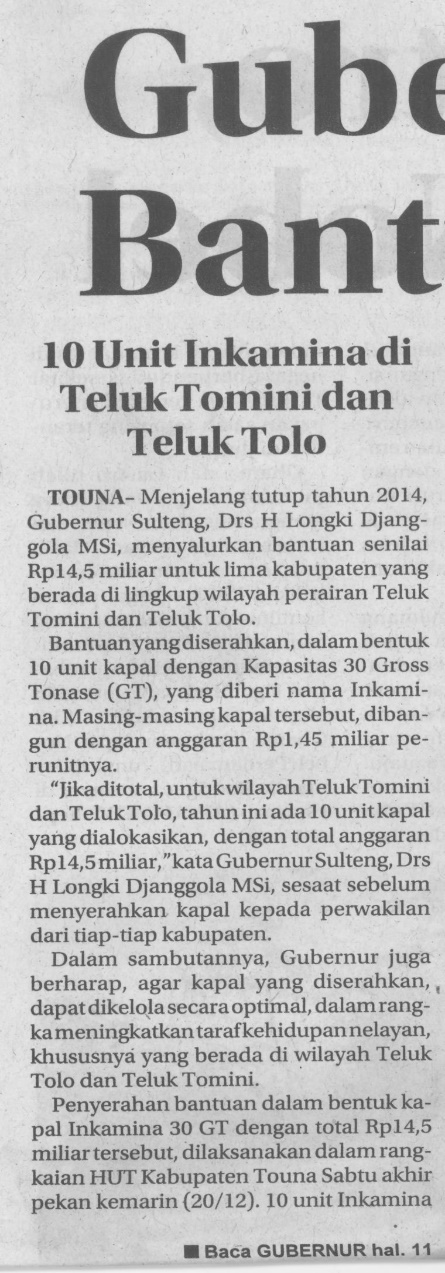 Gube
Bant
10 Unit Inkamina di
Teluk Tomini dan
Teluk Tolo
TOUNA– Menjelang tutup tahun 2014,
Gubernur Sulteng, Drs H Longki Djang-
gola MSi, menyalurkan bantuan senilai
Rp14,5 miliar untuk lima kabupaten yang
berada di lingkup wilayah perairan Teluk
Tomini dan Teluk Tolo.
Bantuan yang diserahkan, dalam bentuk
10 unit kapal dengan Kapasitas 30 Gross
Tonase (GT), yang diberi nama Inkami-
na. Masing-masing kapal tersebut, diban-
gun dengan anggaran Rp1,45 miliar pe-
runitnya.
"Jika ditotal, untuk wilayah Teluk Tomini
dan Teluk Tolo, tahun ini ada 10 unit kapal
yang dialokasikan, dengan total anggaran
Rp14,5 miliar," kata Gubernur Sulteng, Drs
H Longki Djanggola MSi, sesaat sebelum
menyerahkan kapal kepada perwakilan
dari tiap-tiap kabupaten.
Dalam sambutannya, Gubernur juga
berharap, agar kapal yang diserahkan,
dapat dikelola secara optimal, dalam rang-
ka meningkatkan taraf kehidupan nelayan,
khususnya yang berada di wilayah Teluk
Tolo dan Teluk Tomini.
Penyerahan bantuan dalam bentuk ka-
pal Inkamina 30 GT dengan total Rp14,5
miliar tersebut, dilaksanakan dalam rang-
kaian HUT Kabupaten Touna Sabtu akhir
pekan kemarin (20/12). 10 unit Inkamina
■ Baca GUBERNUR hal. 11